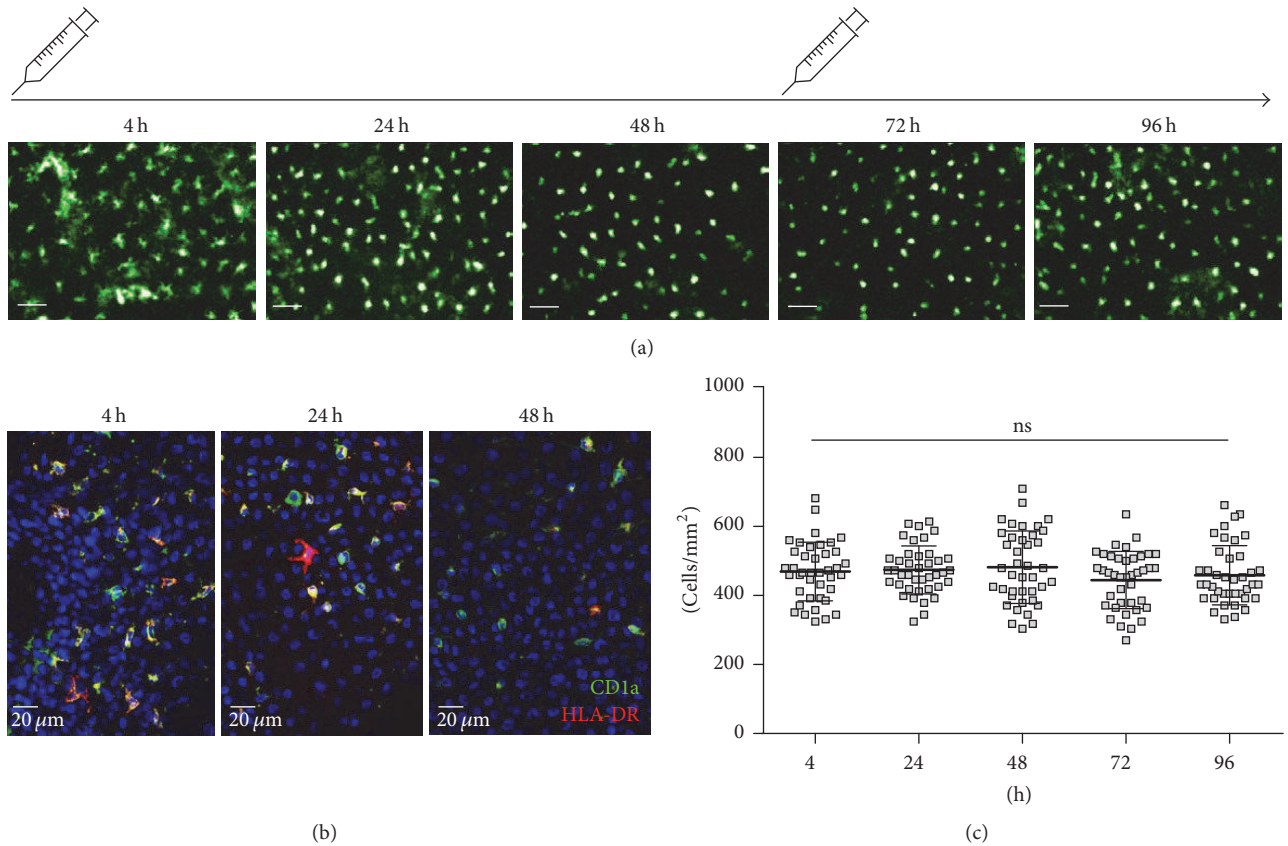 4 h 24 h 48 h 72 h 96 h
(a)
4 h 24 h 48 h
CD1a
HLA-DR
20 μm 20 μm 20 μm
(b)
1000
800
600
400
200
0
(Cells/mm²)
ns
4 24 48 72 96
(h)
(c)